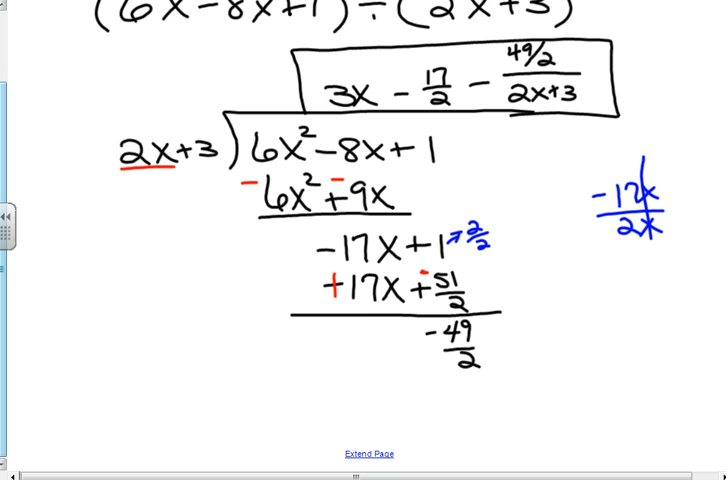 (6x²-8x+1) ÷ (2x+3)
3x - 17/2 - (49/2)/(2x+3)
2x+3 ) 6x² - 8x + 1
- 6x² + - 9x
-17x + 1 → 2/2
+17x + - 51/2
-49/2
-17x/2x
Extend Page